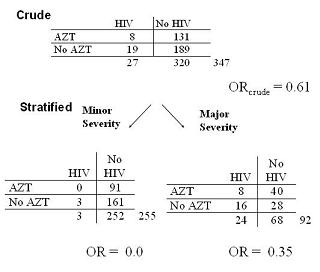 Crude
HIV No HIV
AZT 8 131
No AZT 19 189
27 320 347
ORcrude = 0.61
Stratified
Minor Severity
Major Severity
HIV No HIV
AZT 0 91
No AZT 3 161
3 252 255
OR = 0.0
HIV No HIV
AZT 8 40
No AZT 16 28
24 68 92
OR = 0.35